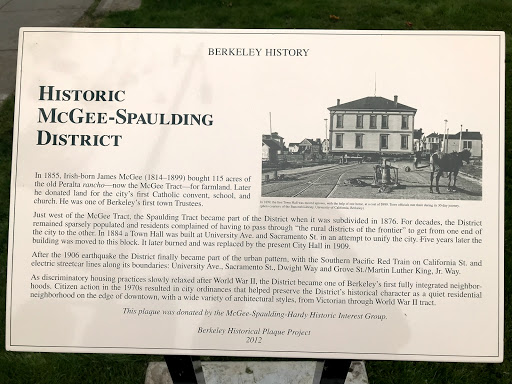 BERKELEY HISTORY
HISTORIC
MCGEE-SPAULDING
DISTRICT
In 1855, Irish-born James McGee (1814–1899) bought 115 acres of
the old Peralta rancho—now the McGee Tract—for farmland. Later
he donated land for the city's first Catholic convent, school, and
church. He was one of Berkeley's first town Trustees.
Just west of the McGee Tract, the Spaulding Tract became part of the District when it was subdivided in 1876. For decades, the District
remained sparsely populated and residents complained of having to pass through "the rural districts of the frontier" to get from one end of
the city to the other. In 1884 a Town Hall was built at University Ave. and Sacramento St. in an attempt to unify the city. Five years later the
building was moved to this block. It later burned and was replaced by the present City Hall in 1909.
After the 1906 earthquake the District finally became part of the urban pattern, with the Southern Pacific Red Train on California St. and
electric streetcar lines along its boundaries: University Ave., Sacramento St., Dwight Way and Grove St./Martin Luther King, Jr. Way.
As discriminatory housing practices slowly relaxed after World War II, the District became one of Berkeley's first fully integrated neighbor-
hoods. Citizen action in the 1970s resulted in city ordinances that helped preserve the District's historical character as a quiet residential
neighborhood on the edge of downtown, with a wide variety of architectural styles, from Victorian through World War II tract.
This plaque was donated by the McGee-Spaulding-Hardy Historic Interest Group.
Berkeley Historical Plaque Project
2012